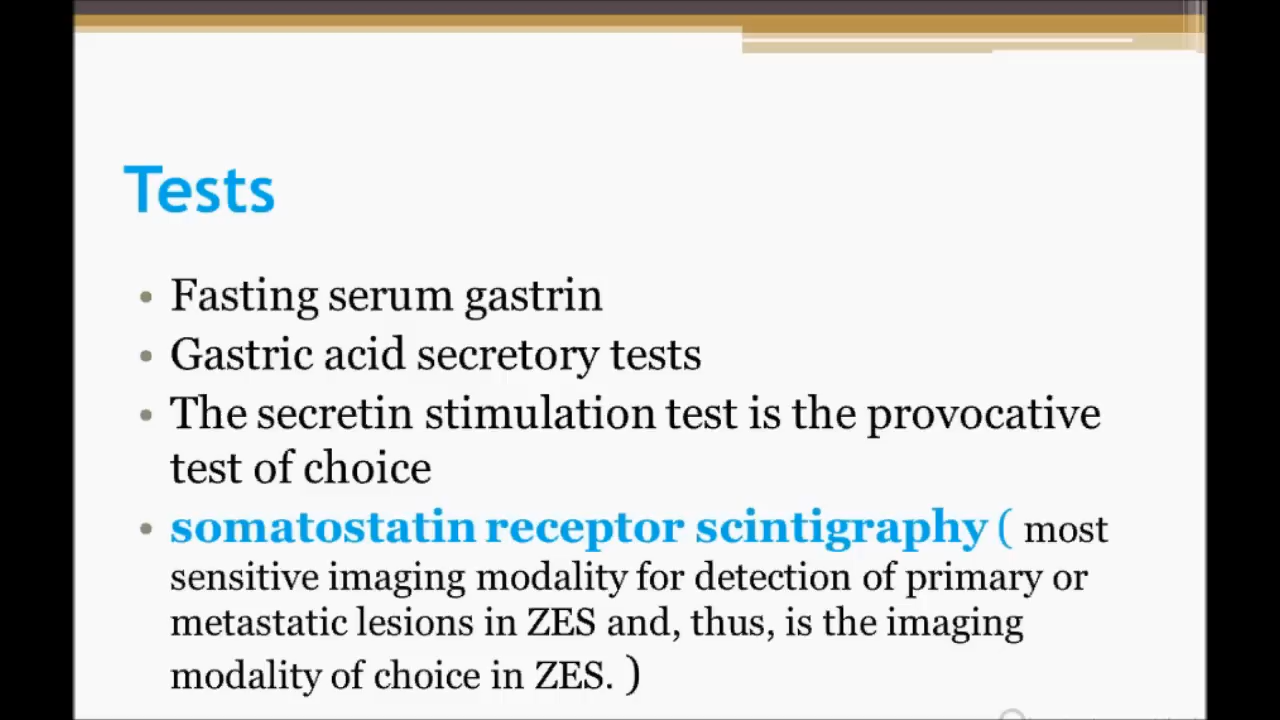 Tests
• Fasting serum gastrin
• Gastric acid secretory tests
• The secretin stimulation test is the provocative
test of choice
• somatostatin receptor scintigraphy ( most
sensitive imaging modality for detection of primary or
metastatic lesions in ZES and, thus, is the imaging
modality of choice in ZES. )